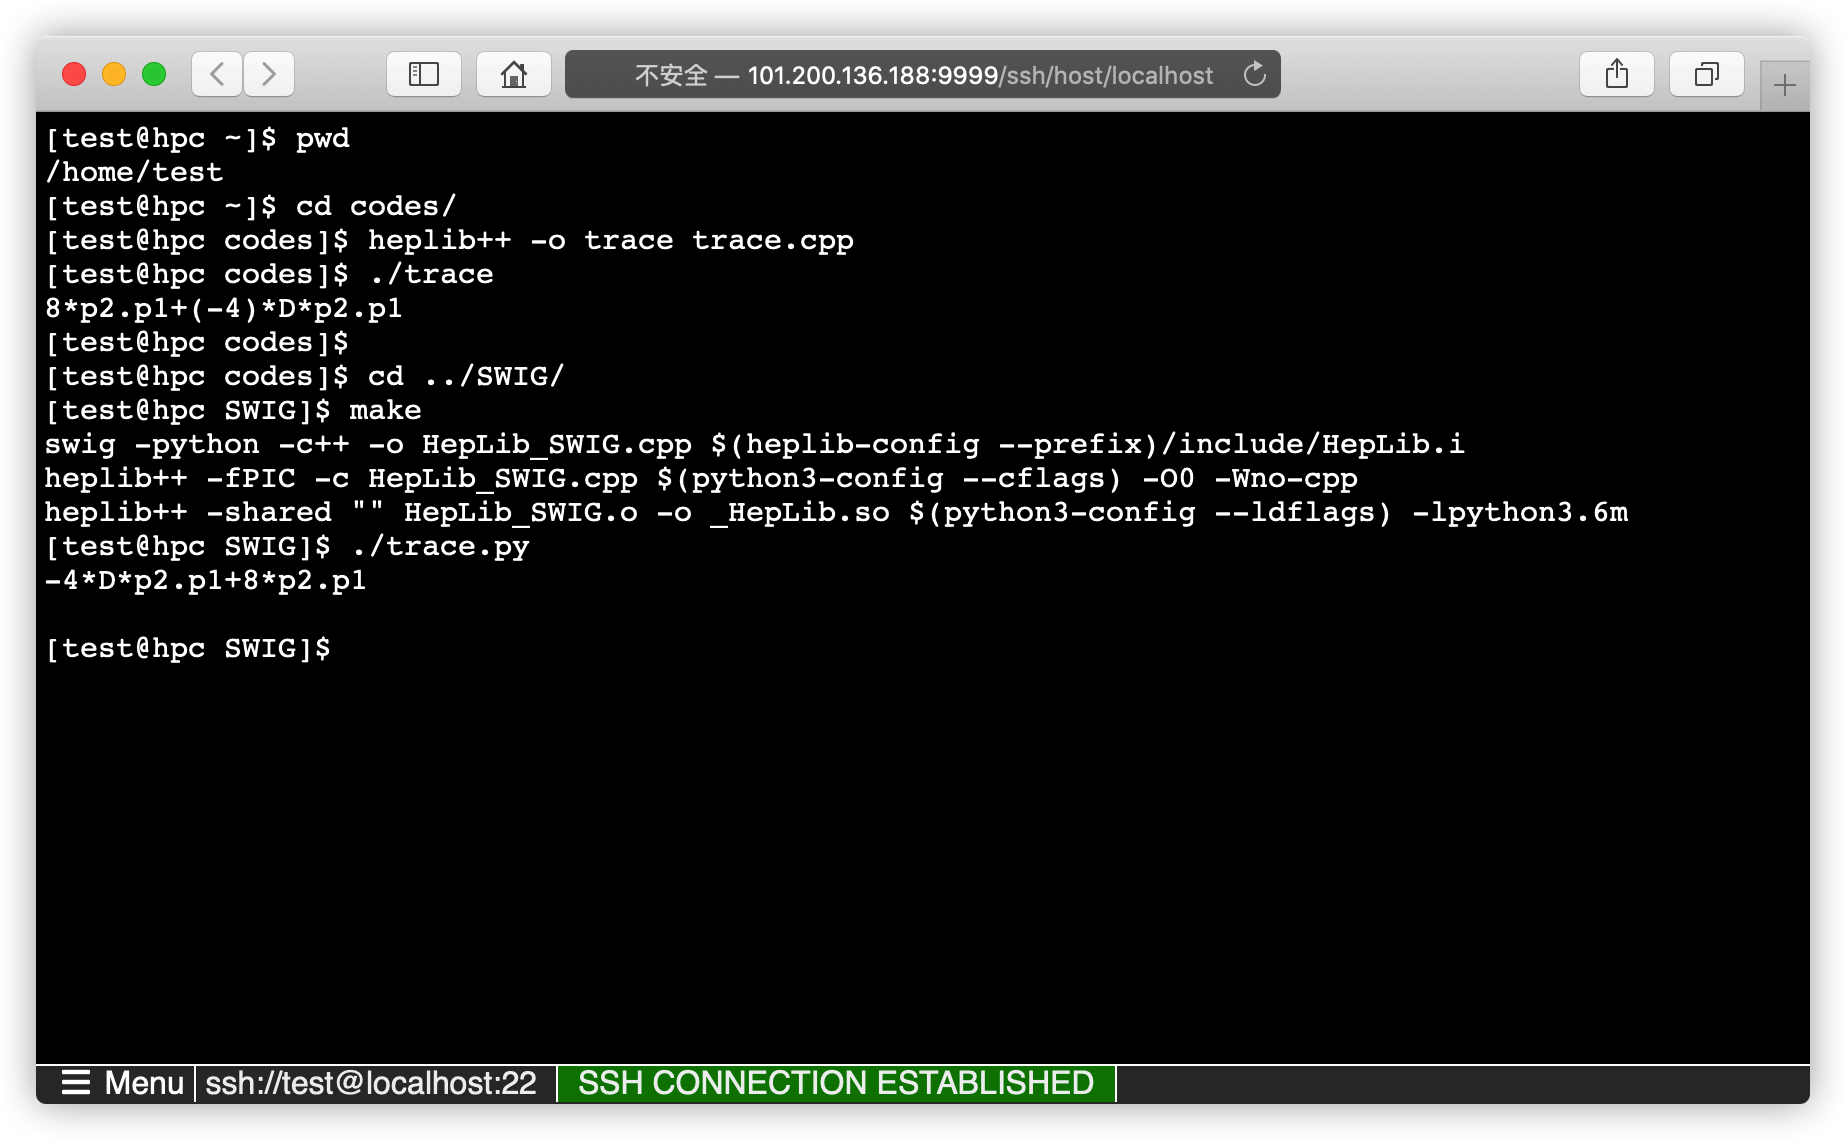 不安全 — 101.200.136.188:9999/ssh/host/localhost
[test@hpc ~]$ pwd
/home/test
[test@hpc ~]$ cd codes/
[test@hpc codes]$ heplib++ -o trace trace.cpp
[test@hpc codes]$ ./trace
8*p2.p1+(-4)*D*p2.p1
[test@hpc codes]$
[test@hpc codes]$ cd ../SWIG/
[test@hpc SWIG]$ make
swig -python -c++ -o HepLib_SWIG.cpp $(heplib-config --prefix)/include/HepLib.i
heplib++ -fPIC -c HepLib_SWIG.cpp $(python3-config --cflags) -O0 -Wno-cpp
heplib++ -shared "" HepLib_SWIG.o -o _HepLib.so $(python3-config --ldflags) -lpython3.6m
[test@hpc SWIG]$ ./trace.py
-4*D*p2.p1+8*p2.p1
[test@hpc SWIG]$
Menu ssh://test@localhost:22 SSH CONNECTION ESTABLISHED